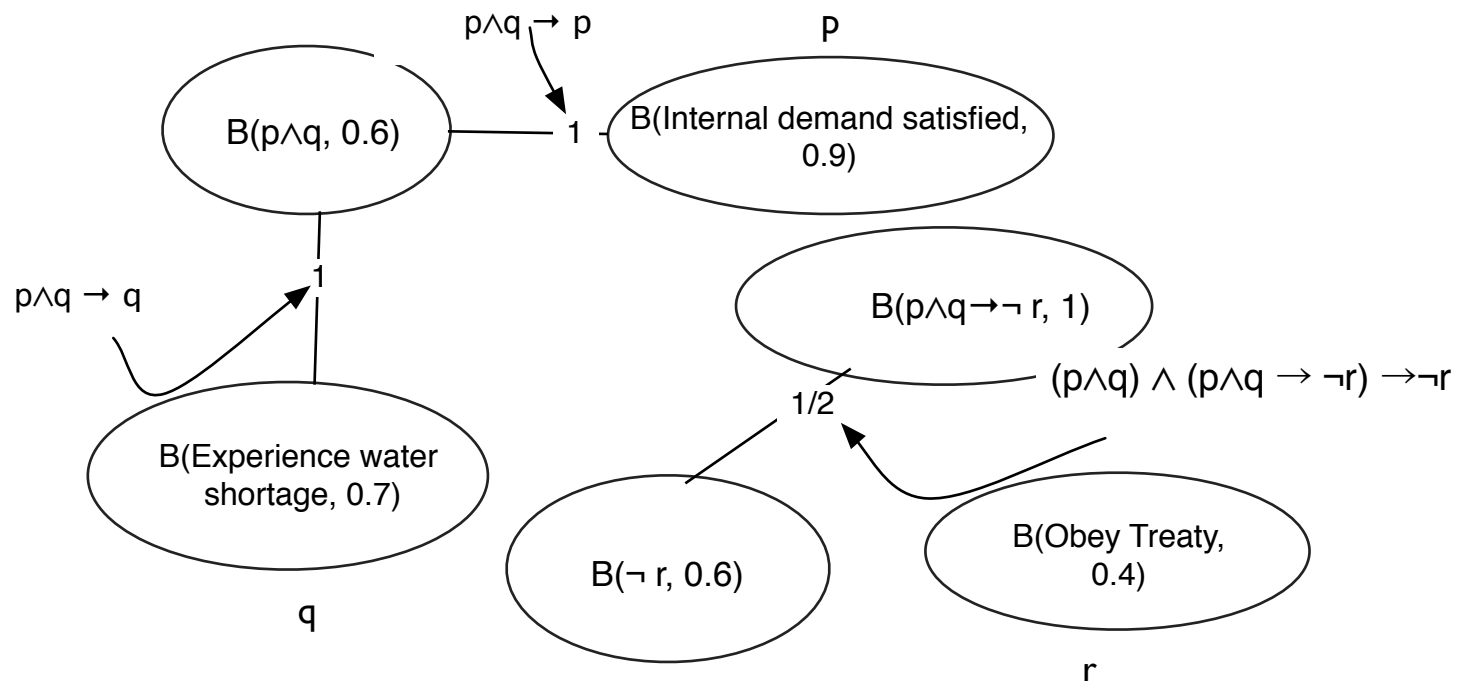 p∧q → p
p
B(p∧q, 0.6)
1
B(Internal demand satisfied,
0.9)
1
p∧q → q
B(p∧q→¬ r, 1)
(p∧q) ∧ (p∧q → ¬r) →¬r
1/2
B(Experience water
shortage, 0.7)
B(¬ r, 0.6)
B(Obey Treaty,
0.4)
q
r